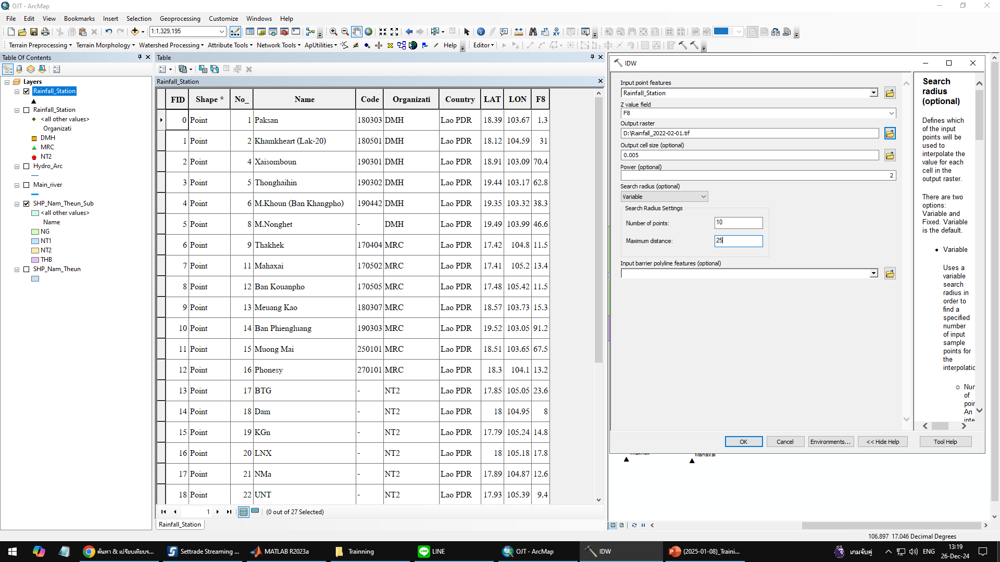 OJT - ArcMap
File Edit View Bookmarks Insert Selection Geoprocessing Customize Windows Help
1:1,329,195
100%
Terrain Preprocessing Terrain Morphology Watershed Processing Attribute Tools Network Tools ApUtilities Help Editor
Table Of Contents
Layers
Rainfall_Station
Rainfall_Station
<all other values>
Organizati
DMH
MRC
NT2
Hydro_Arc
Main_river
SHP_Nam_Theun_Sub
<all other values>
Name
NG
NT1
NT2
THB
SHP_Nam_Theun
Table
Rainfall_Station
FID Shape * No_ Name Code Organizati Country LAT LON F8
0 Point 1 Paksan 180303 DMH Lao PDR 18.39 103.67 1.3
1 Point 2 Khamkheart (Lak-20) 180501 DMH Lao PDR 18.12 104.59 31
2 Point 4 Xaisomboun 190301 DMH Lao PDR 18.91 103.09 70.4
3 Point 5 Thonghaihin 190302 DMH Lao PDR 19.44 103.17 62.8
4 Point 6 M.Khoun (Ban Khangpho) 190442 DMH Lao PDR 19.35 103.32 38.3
5 Point 8 M.Nonghet - DMH Lao PDR 19.49 103.99 46.6
6 Point 9 Thakhek 170404 MRC Lao PDR 17.42 104.8 11.5
7 Point 11 Mahaxai 170502 MRC Lao PDR 17.41 105.2 13.4
8 Point 12 Ban Kouanpho 170505 MRC Lao PDR 17.48 105.42 11.5
9 Point 13 Meuang Kao 180307 MRC Lao PDR 18.57 103.73 15.3
10 Point 14 Ban Phiengluang 190303 MRC Lao PDR 19.52 103.05 91.2
11 Point 15 Muong Mai 250101 MRC Lao PDR 18.51 103.65 67.5
12 Point 16 Phonesy 270101 MRC Lao PDR 18.3 104.1 13.2
13 Point 17 BTG - NT2 Lao PDR 17.85 105.05 23.6
14 Point 18 Dam - NT2 Lao PDR 18 104.95 8
15 Point 19 KGn - NT2 Lao PDR 17.79 105.24 14.8
16 Point 20 LNX - NT2 Lao PDR 18 105.18 17.8
17 Point 21 NMa - NT2 Lao PDR 17.89 104.87 12.6
18 Point 22 UNT - NT2 Lao PDR 17.93 105.39 9.4
1 (0 out of 27 Selected)
Rainfall_Station
IDW
Input point features
Rainfall_Station
Z value field
F8
Output raster
D:\Rainfall_2022-02-01.tif
Output cell size (optional)
0.005
Power (optional)
2
Search radius (optional)
Variable
Search Radius Settings
Number of points: 10
Maximum distance: 25
Input barrier polyline features (optional)
OK Cancel Environments... << Hide Help Tool Help
Search
radius
(optional)
Defines which
of the input
points will be
used to
interpolate the
value for each
cell in the
output raster.
There are two
options:
Variable and
Fixed. Variable
is the default.
• Variable
Uses a
variable
search
radius in
order to
find a
specified
number
of input
sample
points for
the
interpolatic
Nur
of
poir
An
inte
Mahaxai
106.897 17.046 Decimal Degrees
ค้นหา & เปรียบเทียบร... Settrade Streaming ... MATLAB R2023a Trainning LINE OJT - ArcMap IDW (2025-01-08)_Traini... เกมจับคู่ ENG
13:19
26-Dec-24